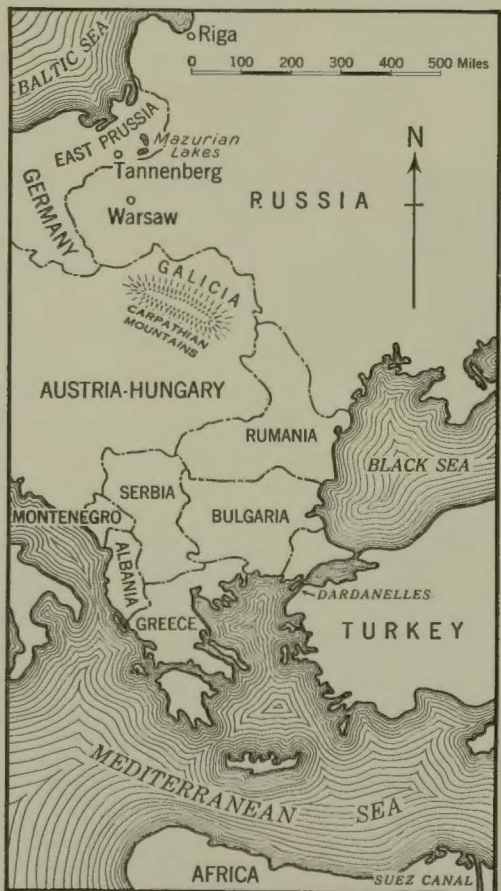 BALTIC SEA
Riga
0 100 200 300 400 500 Miles
N
EAST PRUSSIA
Mazurian
Lakes
Tannenberg
GERMANY
Warsaw
RUSSIA
GALICIA
CARPATHIAN
MOUNTAINS
AUSTRIA-HUNGARY
RUMANIA
BLACK SEA
SERBIA
MONTENEGRO
BULGARIA
ALBANIA
DARDANELLES
GREECE
TURKEY
MEDITERRANEAN SEA
AFRICA
SUEZ CANAL